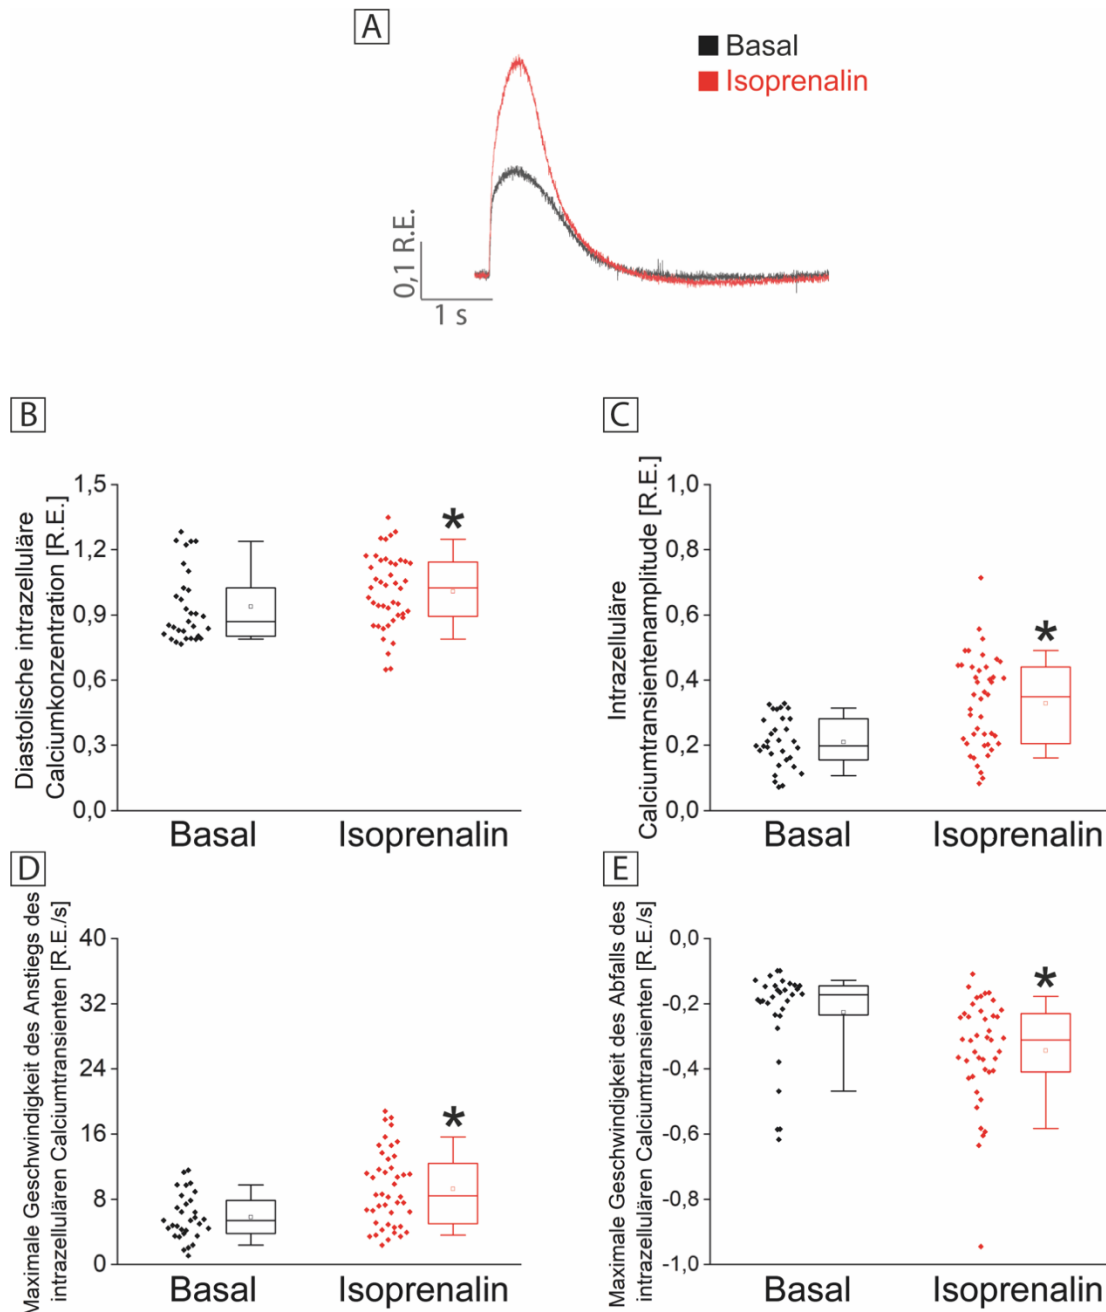 A
Basal
Isoprenalin
0,1 R.E.
1 s
B
Diastolische intrazelluläre
Calciumkonzentration [R.E.]
1,5
1,2
0,9
0,6
0,3
0,0
*
Basal
Isoprenalin
C
Intrazelluläre
Calciumtransientenamplitude [R.E.]
1,0
0,8
0,6
0,4
0,2
0,0
*
Basal
Isoprenalin
D
Maximale Geschwindigkeit des Anstiegs des
intrazellulären Calciumtransienten [R.E./s]
40
32
24
16
8
0
*
Basal
Isoprenalin
E
Maximale Geschwindigkeit des Abfalls des
intrazellulären Calciumtransienten [R.E./s]
0,0
-0,2
-0,4
-0,6
-0,8
-1,0
*
Basal
Isoprenalin